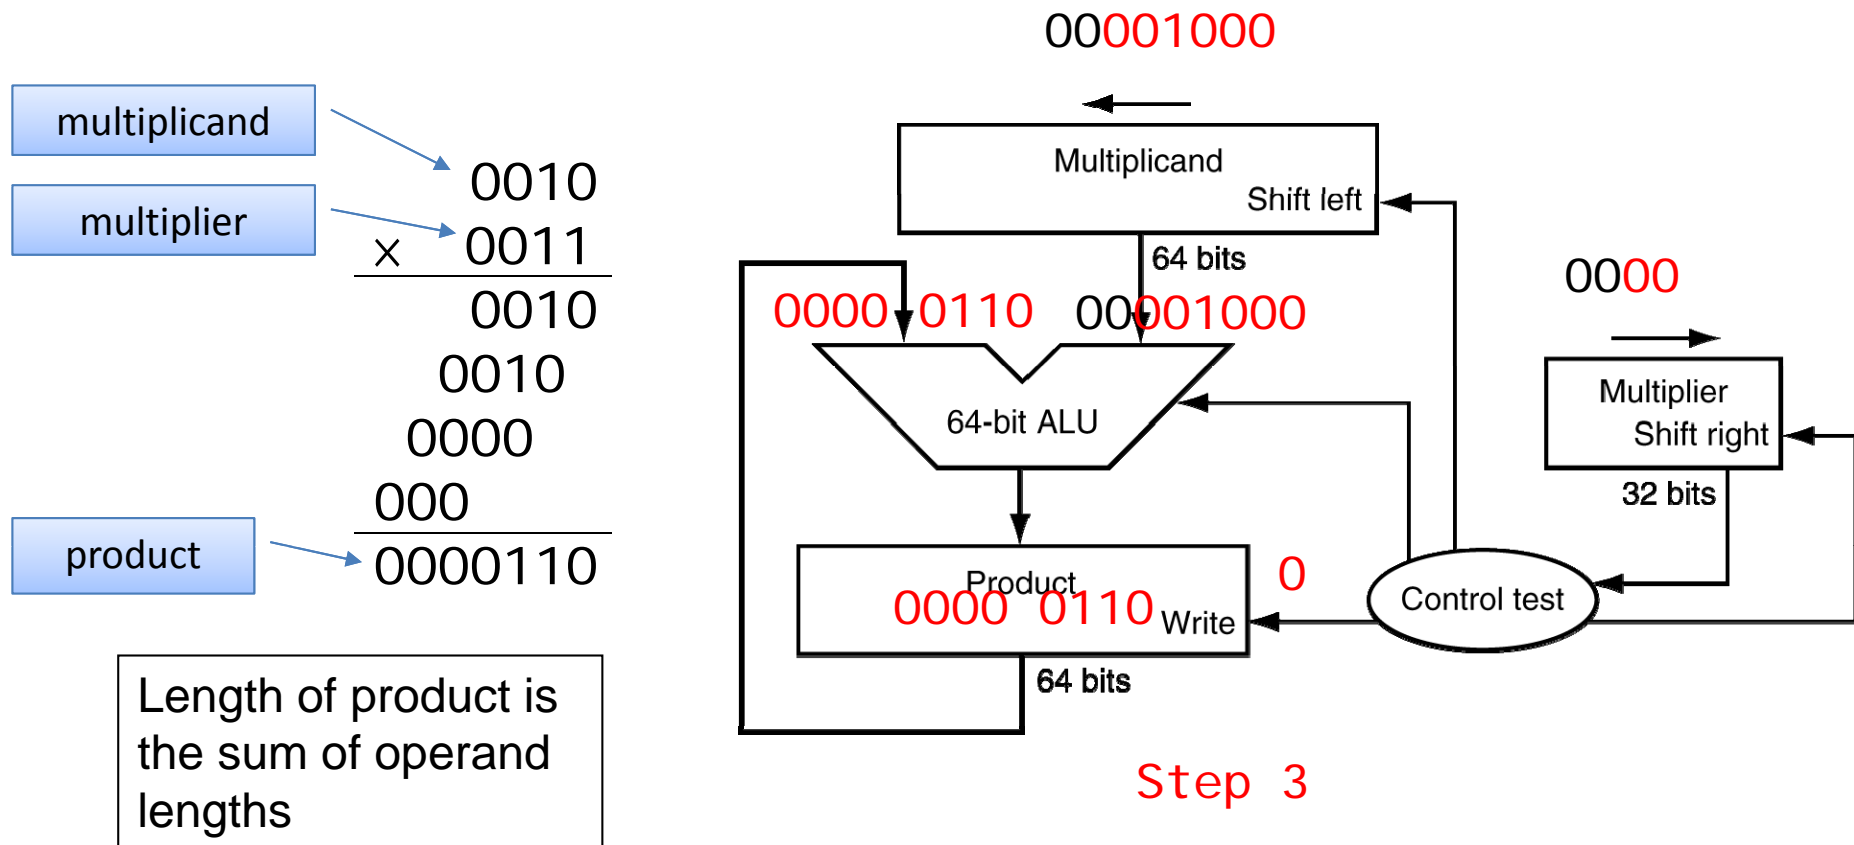 multiplicand
multiplier
0010
x 0011
0010
0010
0000
000
product
0000110
Length of product is
the sum of operand
lengths
00001000
Multiplicand
Shift left
64 bits
0000 0110
00001000
64-bit ALU
0000
Multiplier
Shift right
32 bits
Product
0000 0110
Write
0
Control test
64 bits
Step 3